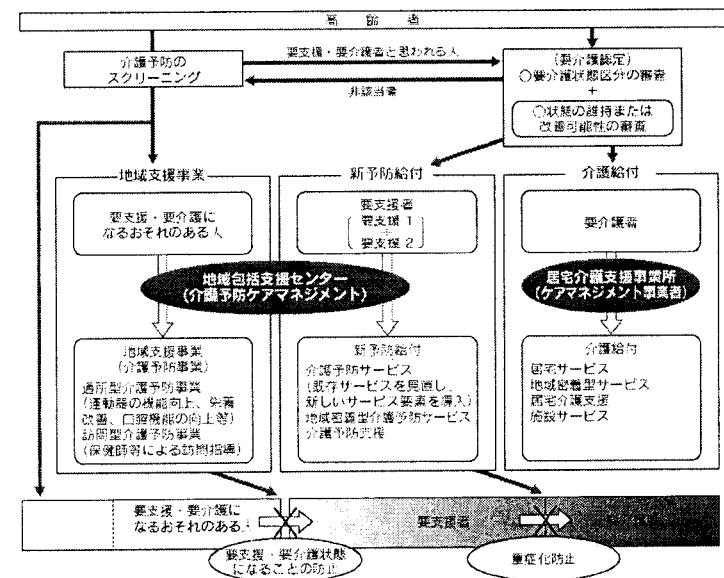 高齢者
介護予防の
スクリーニング
要支援・要介護者と思われる人
非該当者
(要介護認定)
○要介護状態区分の審査
+
○状態の維持または
改善可能性の審査
地域支援事業
要支援・要介護に
なるおそれのある人
新予防給付
要支援者
要支援1
+
要支援2
介護給付
要介護者
地域包括支援センター
(介護予防ケアマネジメント)
居宅介護支援事業所
(ケアマネジメント事業者)
地域支援事業
(介護予防事業)
通所型介護予防事業
(運動器の機能向上、栄養
改善、口腔機能の向上等)
訪問型介護予防事業
(保健師等による訪問指導)
新予防給付
介護予防サービス
(既存サービスを見直し、
新しいサービス要素を導入)
地域密着型介護予防サービス
介護予防支援
介護給付
居宅サービス
地域密着型サービス
居宅介護支援
施設サービス
要支援・要介護に
なるおそれのある人
要支援者
要支援・要介護状態
になることの防止
重症化防止